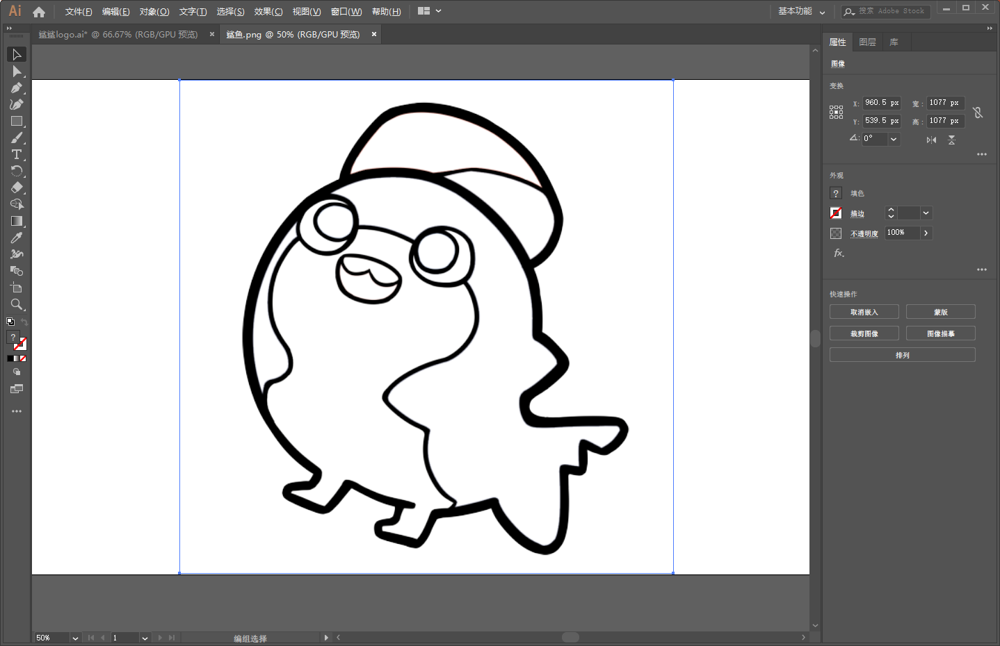 Ai 文件(F) 编辑(E) 对象(O) 文字(T) 选择(S) 效果(C) 视图(V) 窗口(W) 帮助(H) 基本功能 搜索 Adobe Stock
鲨鲨logo.ai* @ 66.67% (RGB/GPU 预览) × 鲨鱼.png @ 50% (RGB/GPU 预览) ×
属性 图层 库
图像
变换
X: 960.5 px 宽: 1077 px
Y: 539.5 px 高: 1077 px
0°
外观
? 填色
描边
不透明度 100% 
fx.
快速操作
取消嵌入 蒙版
裁剪图像 图像描摹
排列
T
?
50% 1 编组选择